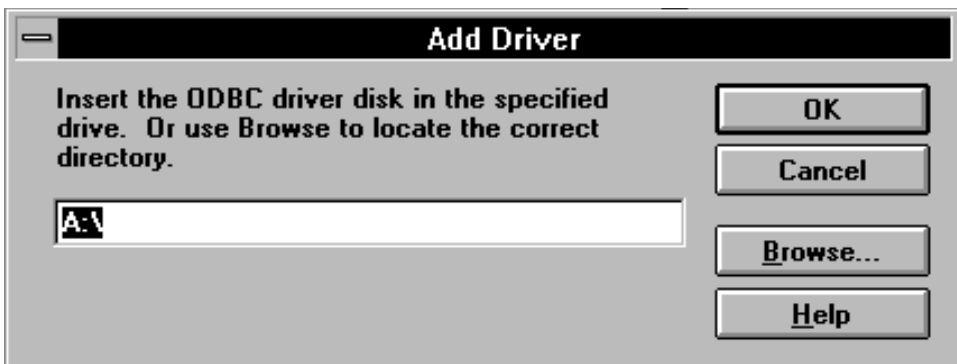 Add Driver
Insert the ODBC driver disk in the specified
drive.  Or use Browse to locate the correct
directory.
A:\
OK
Cancel
Browse...
Help